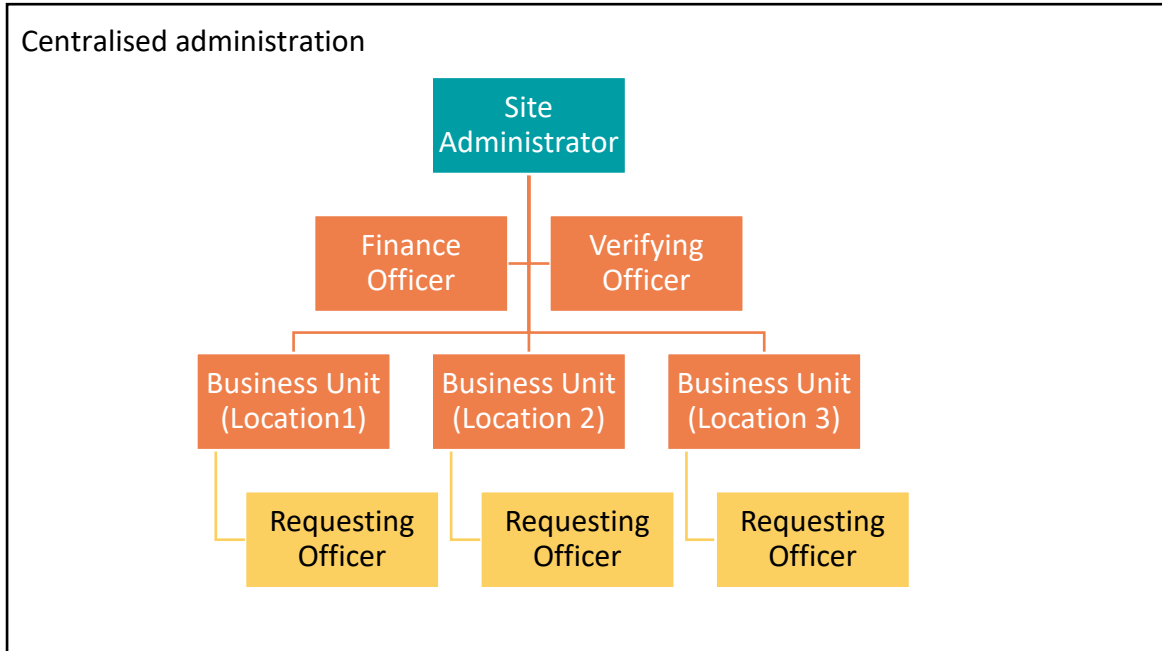 Centralised administration
Site
Administrator
Finance
Officer
Verifying
Officer
Business Unit
(Location1)
Business Unit
(Location 2)
Business Unit
(Location 3)
Requesting
Officer
Requesting
Officer
Requesting
Officer